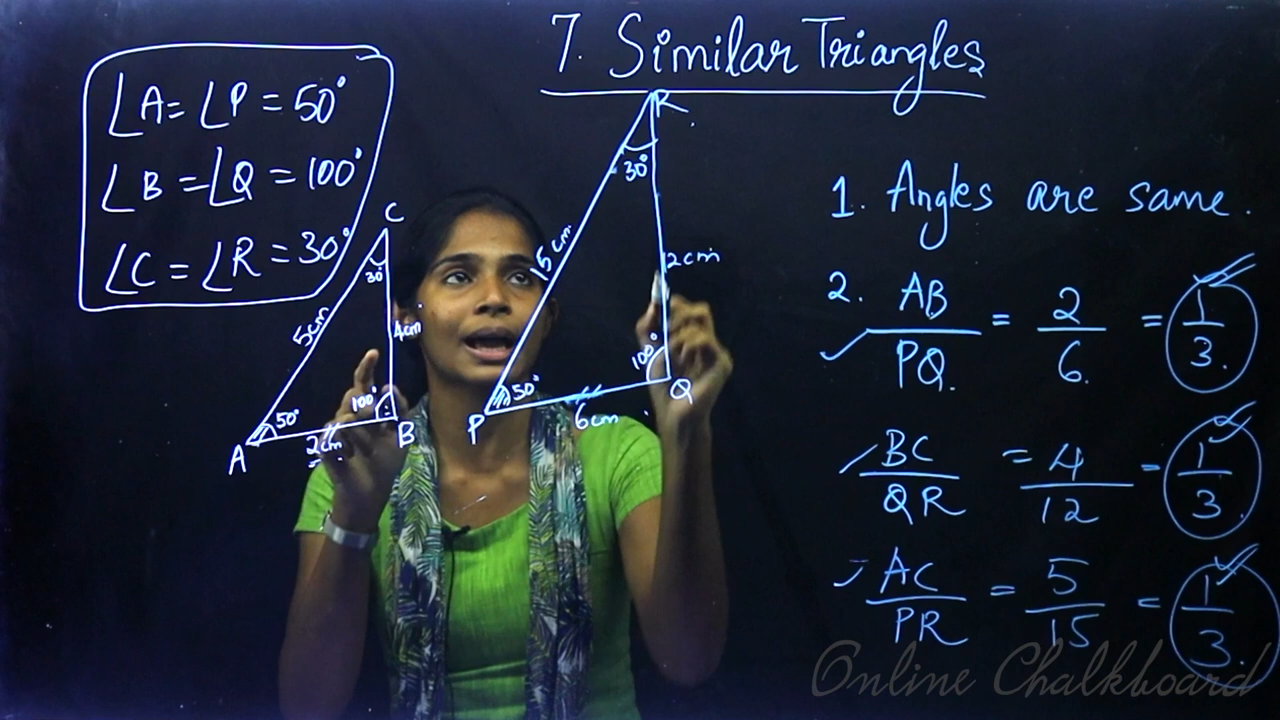 7. Similar Triangles
∠A = ∠P = 50°
∠B = ∠Q = 100°
∠C = ∠R = 30°
C
30°
5cm
4cm
50°
100°
A
2cm
B
R
30°
15cm
2cm
100°
50°
P
6cm
Q
1. Angles are same.
2. AB/PQ. = 2/6. = 1/3.
BC/QR = 4/12 = 1/3.
AC/PR = 5/15 = 1/3.
Online Chalkboard